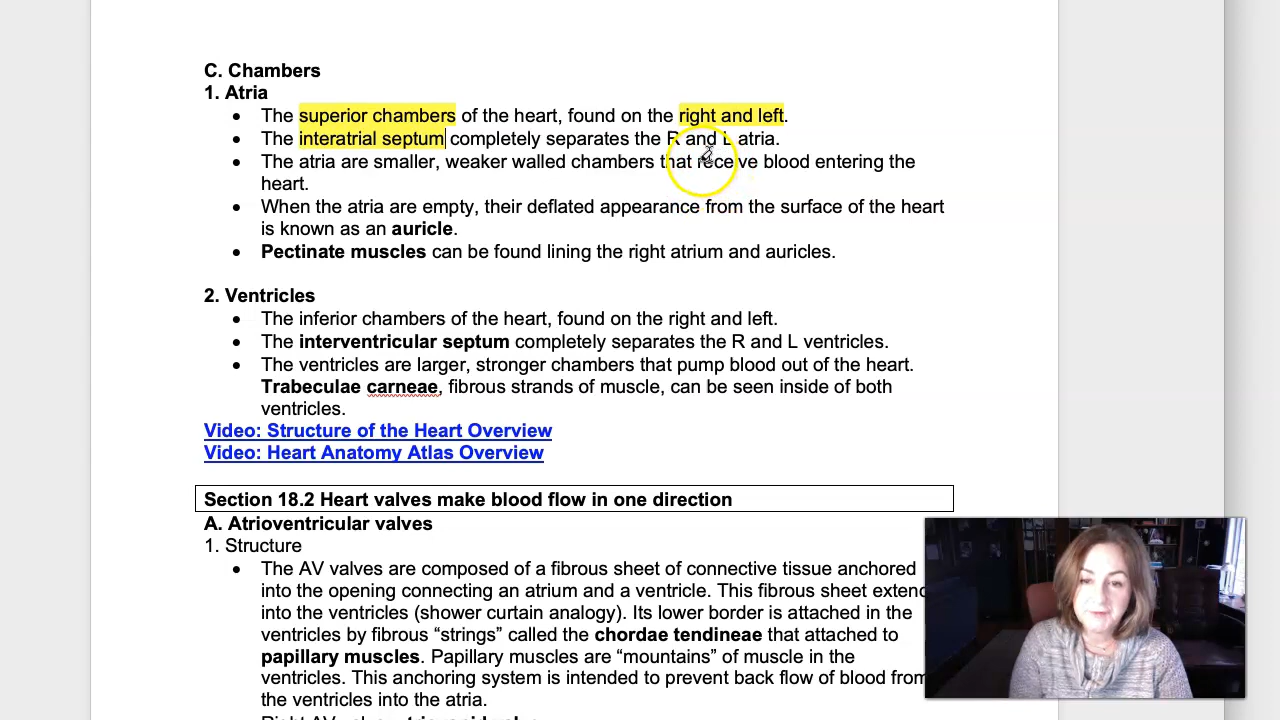 C. Chambers
1. Atria
• The superior chambers of the heart, found on the right and left.
• The interatrial septum completely separates the R and L atria.
• The atria are smaller, weaker walled chambers that receive blood entering the
heart.
• When the atria are empty, their deflated appearance from the surface of the heart
is known as an auricle.
• Pectinate muscles can be found lining the right atrium and auricles.
2. Ventricles
• The inferior chambers of the heart, found on the right and left.
• The interventricular septum completely separates the R and L ventricles.
• The ventricles are larger, stronger chambers that pump blood out of the heart.
Trabeculae carneae, fibrous strands of muscle, can be seen inside of both
ventricles.
Video: Structure of the Heart Overview
Video: Heart Anatomy Atlas Overview
Section 18.2 Heart valves make blood flow in one direction
A. Atrioventricular valves
1. Structure
• The AV valves are composed of a fibrous sheet of connective tissue anchored
into the opening connecting an atrium and a ventricle. This fibrous sheet extend
into the ventricles (shower curtain analogy). Its lower border is attached in the
ventricles by fibrous “strings” called the chordae tendineae that attached to
papillary muscles. Papillary muscles are “mountains” of muscle in the
ventricles. This anchoring system is intended to prevent back flow of blood from
the ventricles into the atria.
Right AV valve